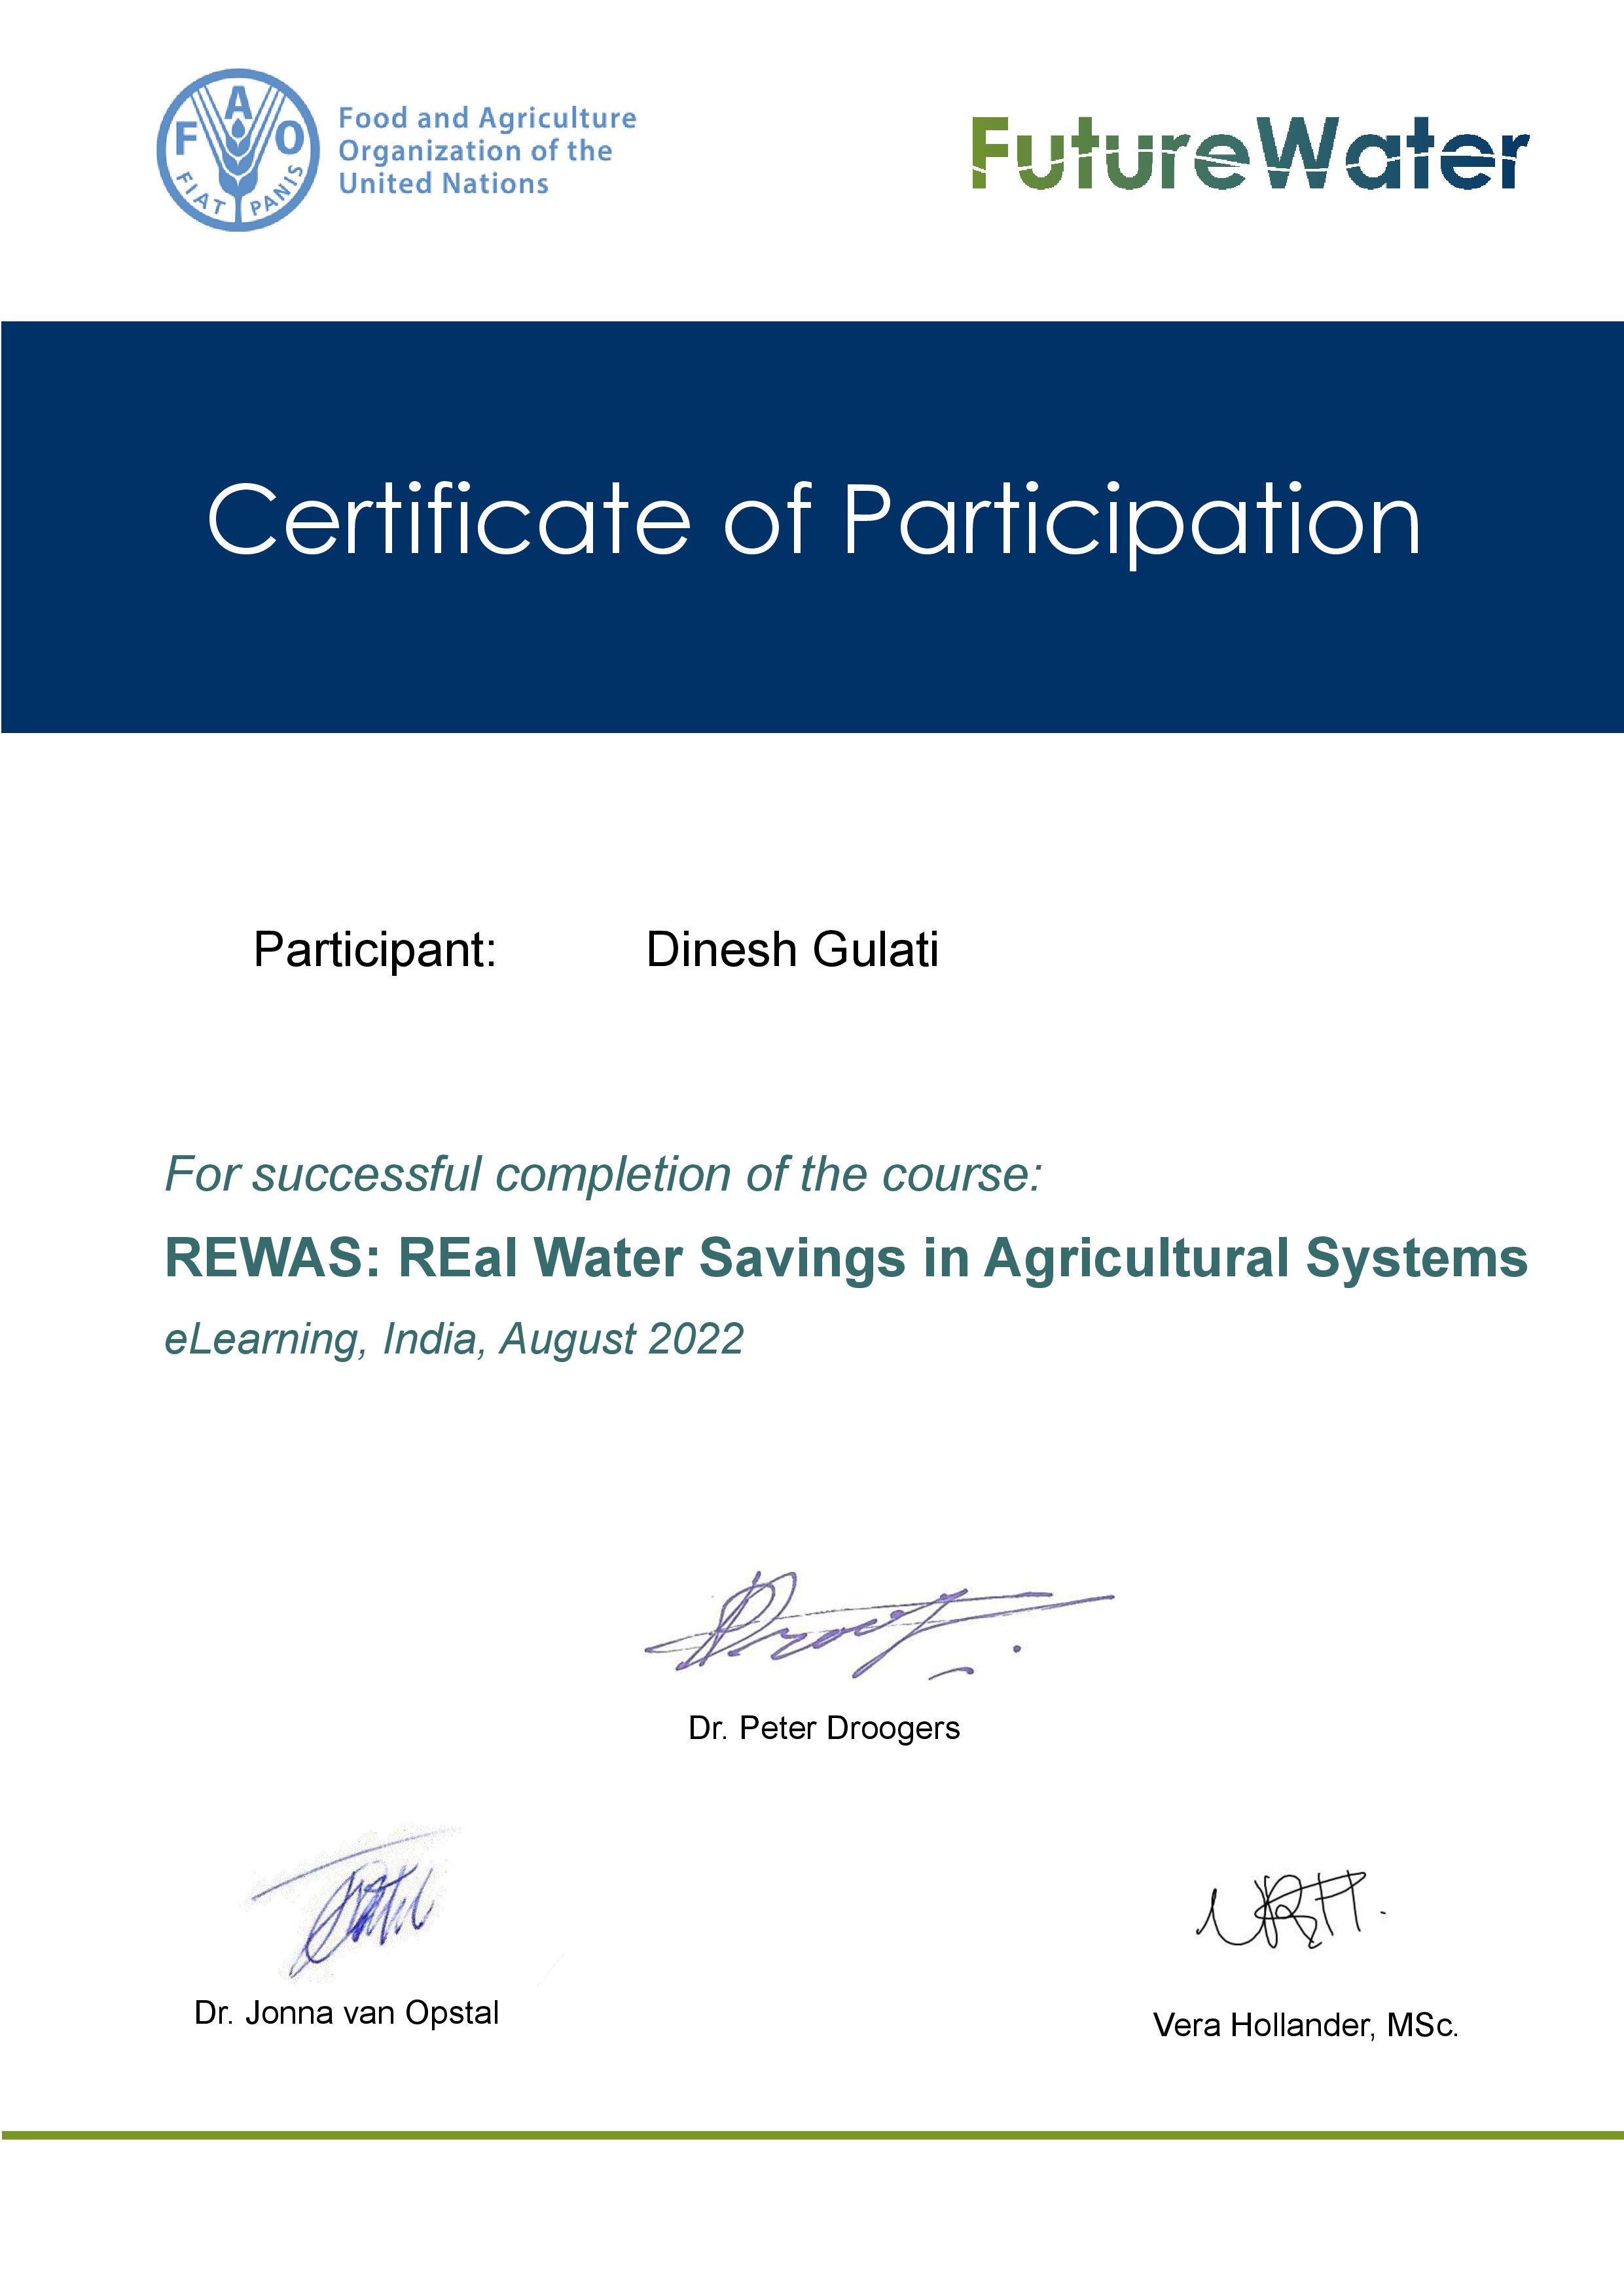 F A O
FIAT PANIS
Food and Agriculture
Organization of the
United Nations
FutureWater
Certificate of Participation
Participant: Dinesh Gulati
For successful completion of the course:
REWAS: REal Water Savings in Agricultural Systems
eLearning, India, August 2022
Dr. Peter Droogers
Dr. Jonna van Opstal
Vera Hollander, MSc.